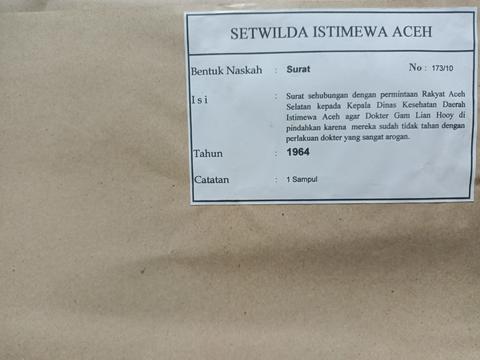 SETWILDA ISTIMEWA ACEH
Bentuk Naskah : Surat No : 173/10
I s i : Surat sehubungan dengan permintaan Rakyat Aceh
Selatan kepada Kepala Dinas Kesehatan Daerah
Istimewa Aceh agar Dokter Gam Lian Hooy di
pindahkan karena mereka sudah tidak tahan dengan
perlakuan dokter yang sangat arogan.
Tahun : 1964
Catatan : 1 Sampul